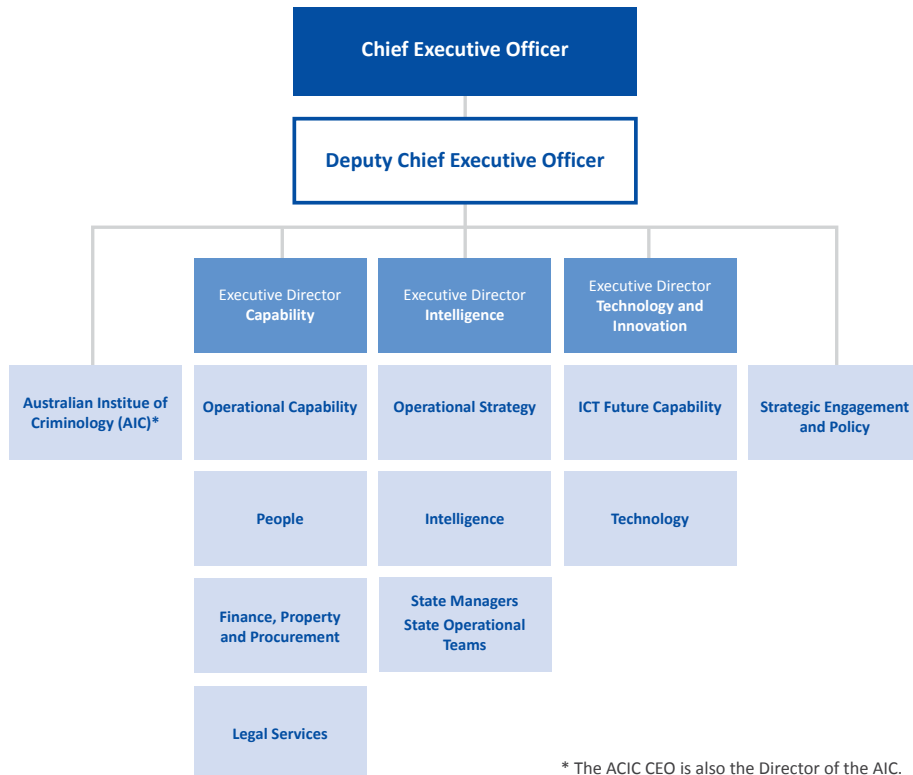 Chief Executive Officer
Deputy Chief Executive Officer
Executive Director
Capability
Executive Director
Intelligence
Executive Director
Technology and
Innovation
Australian Institue of
Criminology (AIC)*
Operational Capability
Operational Strategy
ICT Future Capability
Strategic Engagement
and Policy
People
Intelligence
Technology
Finance, Property
and Procurement
State Managers
State Operational
Teams
Legal Services
* The ACIC CEO is also the Director of the AIC.